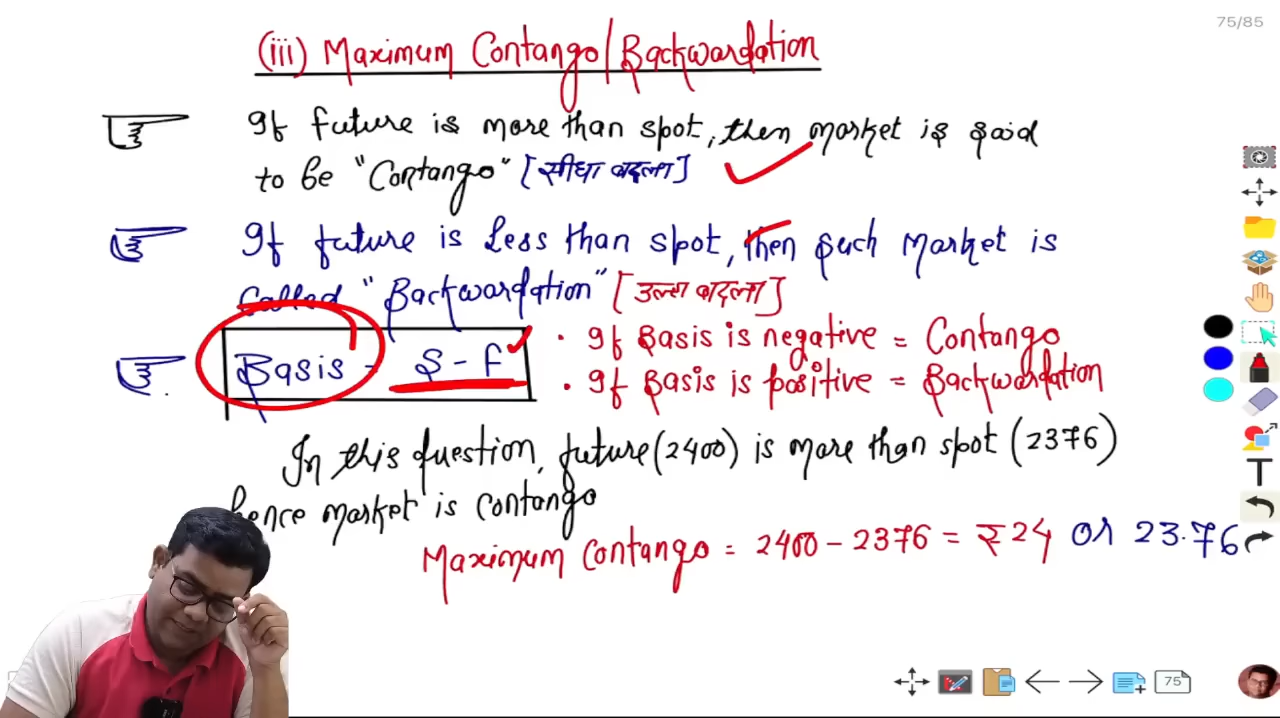 75/85
(iii) Maximum Contango/Backwardation
If future is more than spot, then market is said
to be "Contango" [सीधा बदला]
If future is less than spot, then such market is
called "Backwardation" [उल्टा बदला]
Basis = S - F
· If Basis is negative = Contango
· If Basis is positive = Backwardation
In this question, future (2400) is more than spot (2376)
hence market is contango
Maximum Contango = 2400 - 2376 = ₹24 or 23.76
T
75